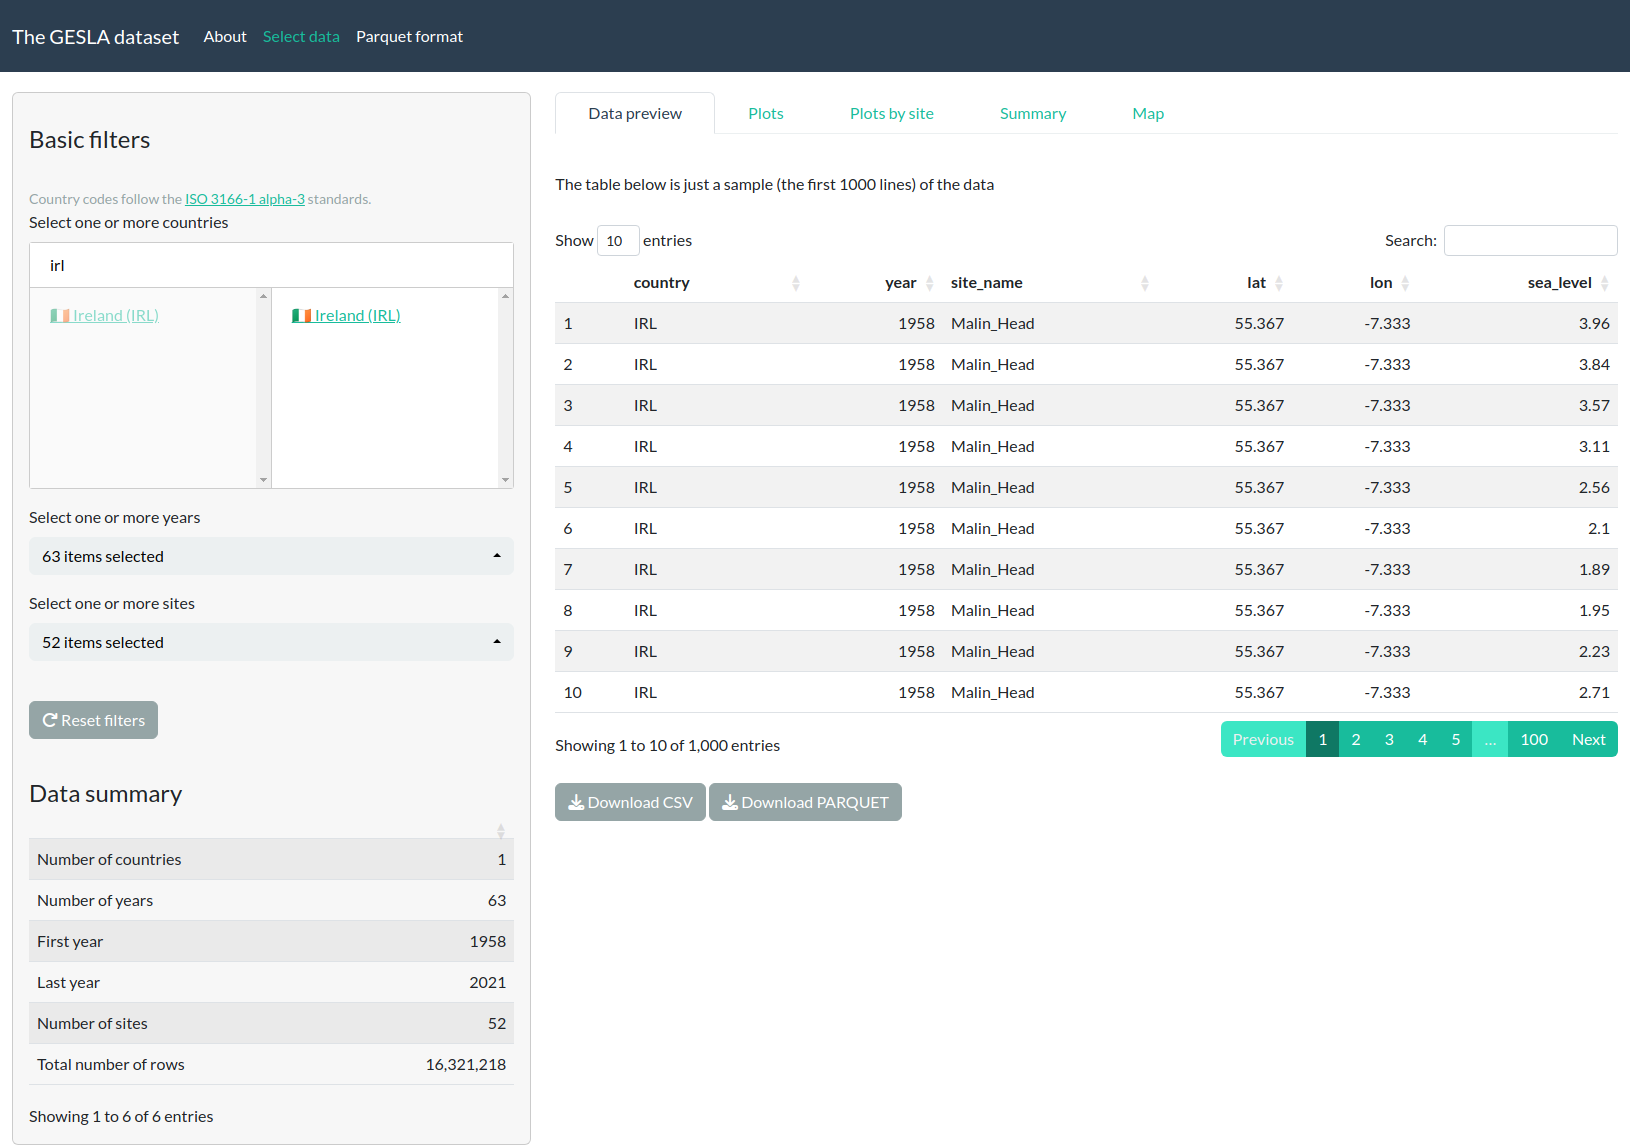 The GESLA dataset About Select data Parquet format
Basic filters
Country codes follow the ISO 3166-1 alpha-3 standards.
Select one or more countries
irl
Ireland (IRL)
Ireland (IRL)
Select one or more years
63 items selected
Select one or more sites
52 items selected
Reset filters
Data summary
Number of countries 1
Number of years 63
First year 1958
Last year 2021
Number of sites 52
Total number of rows 16,321,218
Showing 1 to 6 of 6 entries
Data preview Plots Plots by site Summary Map
The table below is just a sample (the first 1000 lines) of the data
Show 10 entries Search:
country year site_name lat lon sea_level
1 IRL 1958 Malin_Head 55.367 -7.333 3.96
2 IRL 1958 Malin_Head 55.367 -7.333 3.84
3 IRL 1958 Malin_Head 55.367 -7.333 3.57
4 IRL 1958 Malin_Head 55.367 -7.333 3.11
5 IRL 1958 Malin_Head 55.367 -7.333 2.56
6 IRL 1958 Malin_Head 55.367 -7.333 2.1
7 IRL 1958 Malin_Head 55.367 -7.333 1.89
8 IRL 1958 Malin_Head 55.367 -7.333 1.95
9 IRL 1958 Malin_Head 55.367 -7.333 2.23
10 IRL 1958 Malin_Head 55.367 -7.333 2.71
Showing 1 to 10 of 1,000 entries
Previous 1 2 3 4 5 … 100 Next
Download CSV Download PARQUET